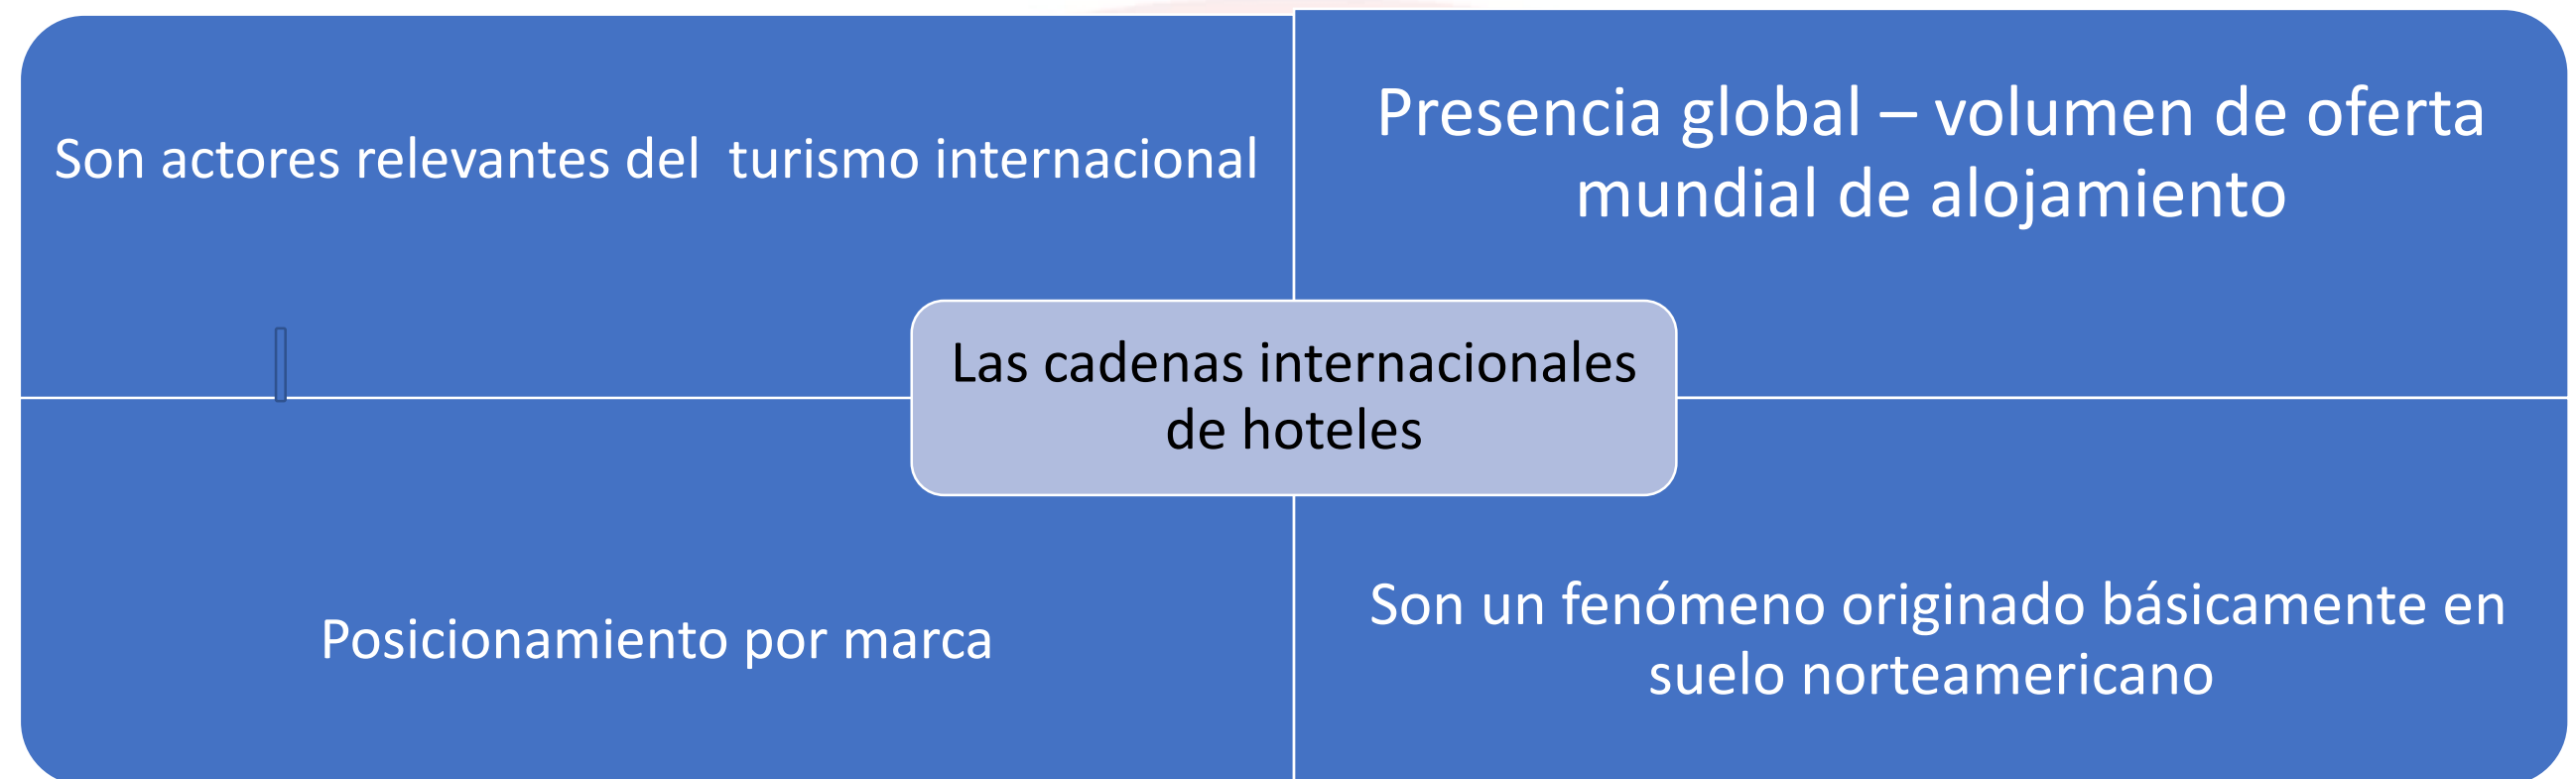 Son actores relevantes del  turismo internacional
Presencia global – volumen de oferta
mundial de alojamiento
Las cadenas internacionales
de hoteles
Posicionamiento por marca
Son un fenómeno originado básicamente en
suelo norteamericano